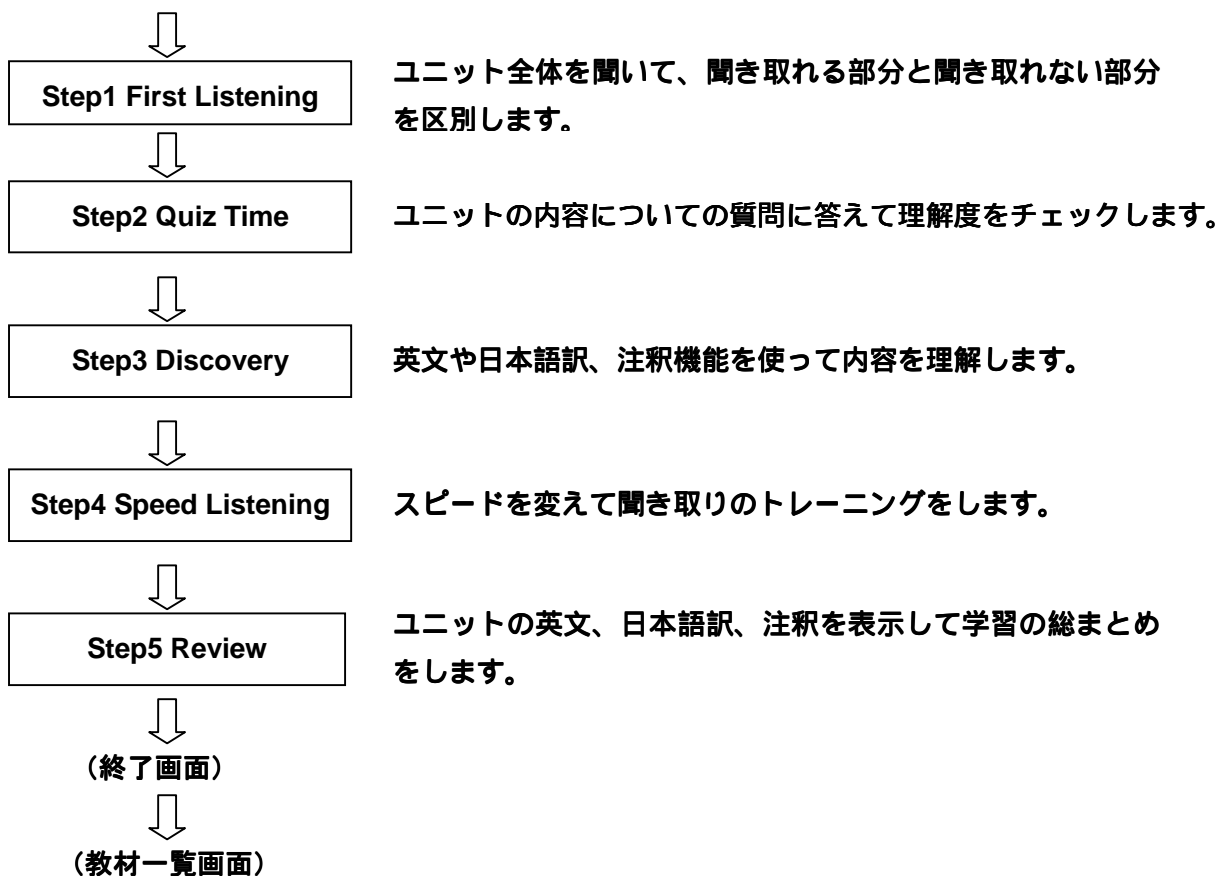 Step1 First Listening
ユニット全体を聞いて、聞き取れる部分と聞き取れない部分
を区別します。
Step2 Quiz Time
ユニットの内容についての質問に答えて理解度をチェックします。
Step3 Discovery
英文や日本語訳、注釈機能を使って内容を理解します。
Step4 Speed Listening
スピードを変えて聞き取りのトレーニングをします。
Step5 Review
ユニットの英文、日本語訳、注釈を表示して学習の総まとめ
をします。
（終了画面）
（教材一覧画面）